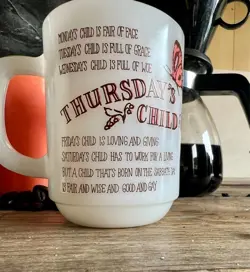 MONDAY'S CHILD IS FAIR OF FACE
TUESDAY'S CHILD IS FULL OF GRACE
WEDNESDAY'S CHILD IS FULL OF WOE
THURSDAY'S
CHILD
FRIDAY'S CHILD IS LOVING AND GIVING
SATURDAY'S CHILD HAS TO WORK FOR A LIVING
BUT A CHILD THAT'S BORN ON THE SABBATH DAY
IS FAIR AND WISE AND GOOD AND GAY